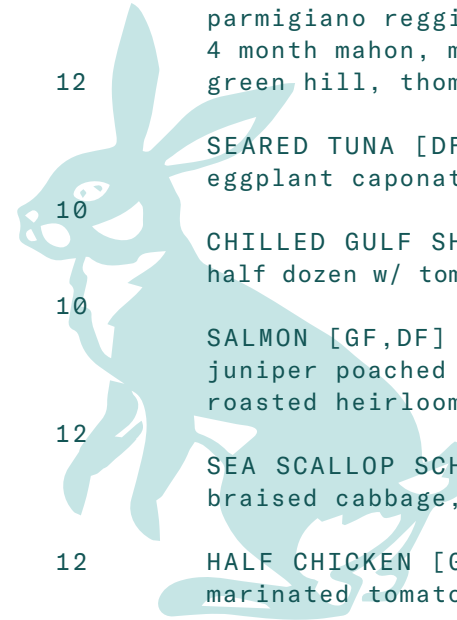 parmigiano reggi
4 month mahon, m
12 green hill, thom
SEARED TUNA [DF
eggplant caponat
10
CHILLED GULF SH
half dozen w/ tom
10
SALMON [GF,DF]
juniper poached
roasted heirloom
12
SEA SCALLOP SCH
braised cabbage,
12 HALF CHICKEN [G
marinated tomato